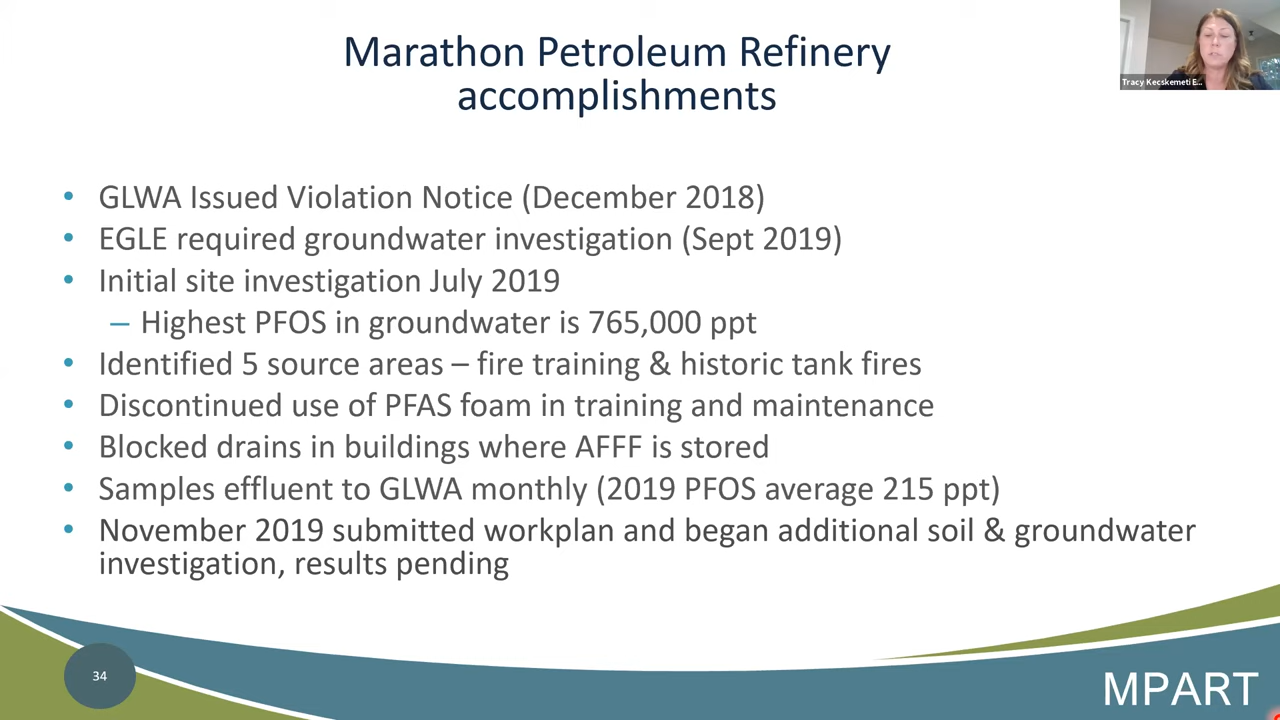 Marathon Petroleum Refinery
accomplishments
Tracy Kecskemeti E...
• GLWA Issued Violation Notice (December 2018)
• EGLE required groundwater investigation (Sept 2019)
• Initial site investigation July 2019
– Highest PFOS in groundwater is 765,000 ppt
• Identified 5 source areas – fire training & historic tank fires
• Discontinued use of PFAS foam in training and maintenance
• Blocked drains in buildings where AFFF is stored
• Samples effluent to GLWA monthly (2019 PFOS average 215 ppt)
• November 2019 submitted workplan and began additional soil & groundwater
investigation, results pending
34
MPART